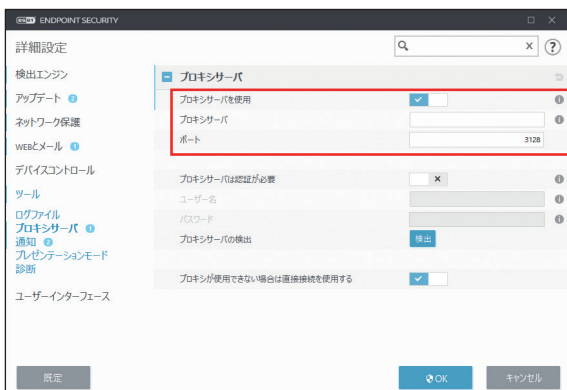 eset ENDPOINT SECURITY
詳細設定
x ?
検出エンジン
アップデート 2
ネットワーク保護
WEBとメール 1
デバイスコントロール
ツール
ログファイル
プロキシサーバ 1
通知 2
プレゼンテーションモード
診断
ユーザーインターフェース
プロキシサーバ
プロキシサーバを使用
プロキシサーバ
ポート 3128
プロキシサーバは認証が必要
ユーザー名
パスワード
プロキシサーバの検出 検出
プロキシが使用できない場合は直接接続を使用する
既定 OK キャンセル